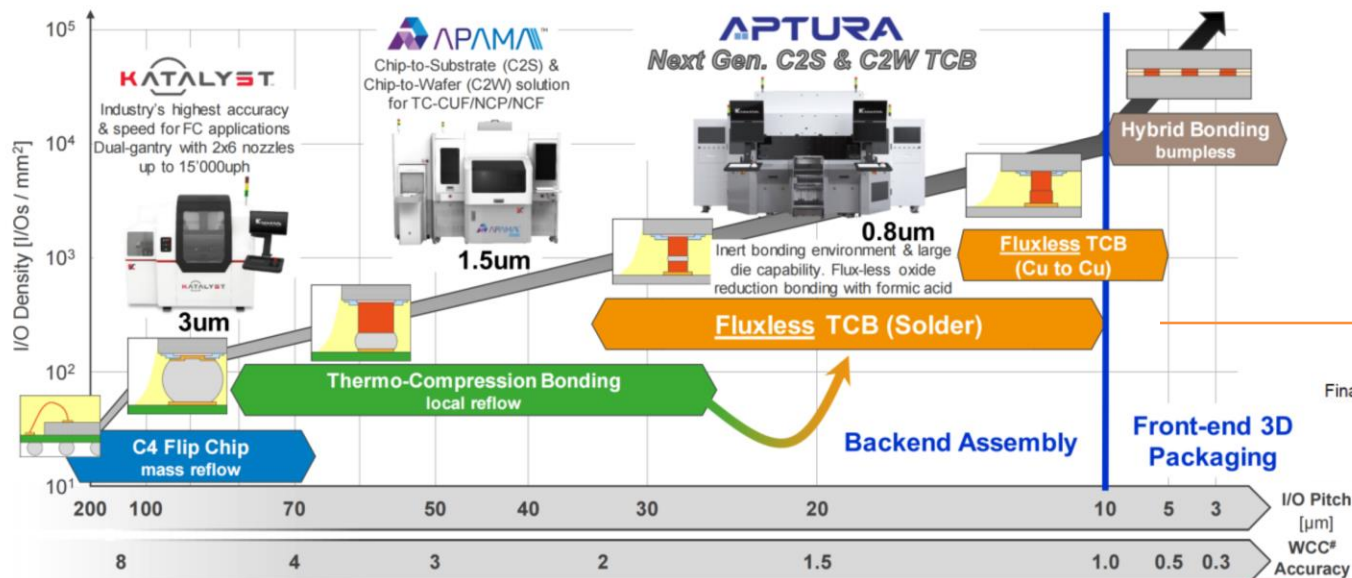 I/O Density [I/Os / mm²]
10⁵
10⁴
10³
10²
10¹
KATALYST™
Industry's highest accuracy
& speed for FC applications
Dual-gantry with 2x6 nozzles
up to 15'000uph
KATALYST
3um
APAMA™
Chip-to-Substrate (C2S) &
Chip-to-Wafer (C2W) solution
for TC-CUF/NCP/NCF
APAMA
1.5um
APTURA
Next Gen. C2S & C2W TCB
0.8um
Inert bonding environment & large
die capability. Flux-less oxide
reduction bonding with formic acid
Hybrid Bonding
bumpless
Fluxless TCB
(Cu to Cu)
Fluxless TCB (Solder)
Thermo-Compression Bonding
local reflow
C4 Flip Chip
mass reflow
Backend Assembly
Front-end 3D
Packaging
Fina
200 100 70 50 40 30 20 10 5 3
I/O Pitch
[µm]
8 4 3 2 1.5 1.0 0.5 0.3
WCC#
Accuracy